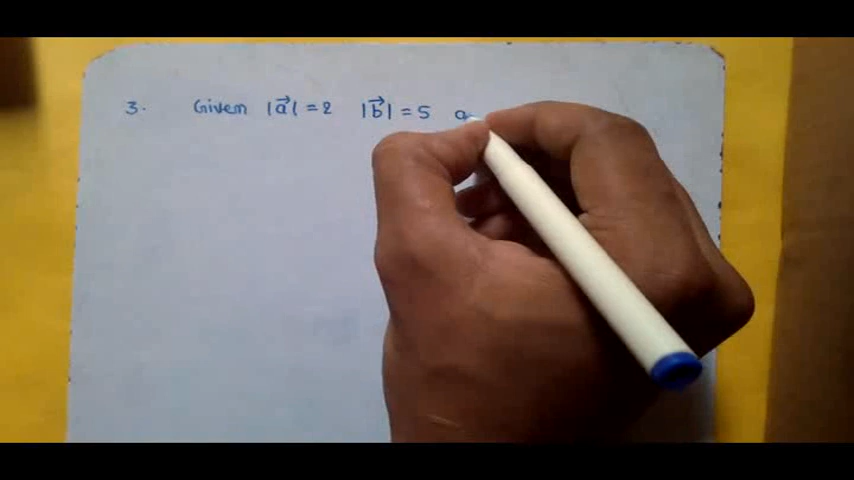 3. Given |a⃗| = 2 |b⃗| = 5 a